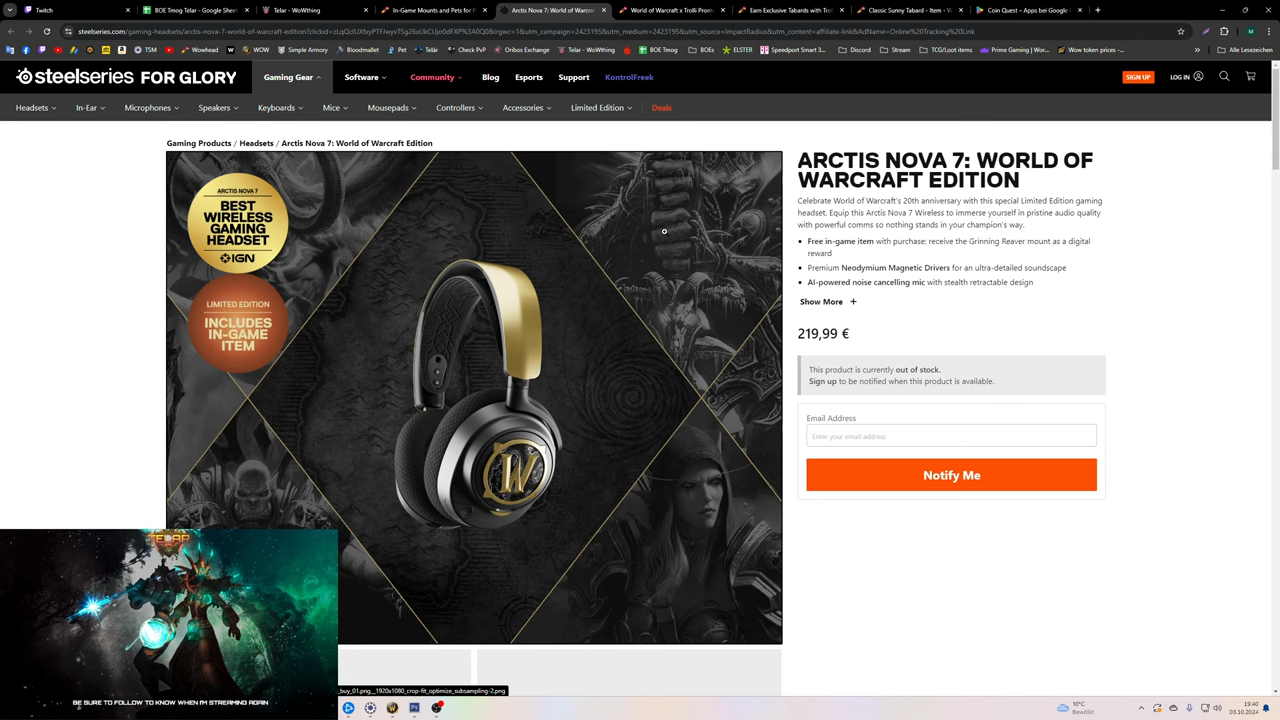 Twitch
BOE Tmog Telar - Google Sheet
Telar - WoWthing
In-Game Mounts and Pets for R
Arctis Nova 7: World of Warcraf
World of Warcraft x Trolli Prom
Earn Exclusive Tabards with Tw
Classic Sunny Tabard - Item - W
Coin Quest – Apps bei Google P
steelseries.com/gaming-headsets/arctis-nova-7-world-of-warcraft-edition?
TSM
Wowhead
WOW
Simple Armory
Bloodmallet
Pet
Telar
Check PvP
Oribos Exchange
Telar - WoWthing
BOE Tmog
BOEs
ELSTER
Speetbox
Discord
Stream
TCG/Loot items
Prime Gaming | Wor...
Wow token prices -...
Alle Lesezeichen
steelseries FOR GLORY
Gaming Gear
Software
Community
Blog
Esports
Support
KontrolFreek
SIGN UP
LOG IN
Headsets
In-Ear
Microphones
Speakers
Keyboards
Mice
Mousepads
Controllers
Accessories
Limited Edition
Deals
Gaming Products / Headsets / Arctis Nova 7: World of Warcraft Edition
ARCTIS NOVA 7
BEST
WIRELESS
GAMING
HEADSET
IGN
LIMITED EDITION
INCLUDES
IN-GAME
ITEM
W
ARCTIS NOVA 7: WORLD OF
WARCRAFT EDITION
Celebrate World of Warcraft's 20th anniversary with this special Limited Edition gaming
headset. Equip this Arctis Nova 7 Wireless to immerse yourself in pristine audio quality
with powerful comms so nothing stands in your champion's way.
Free in-game item with purchase: receive the Grinning Reaver mount as a digital
reward
Premium Neodymium Magnetic Drivers for an ultra-detailed soundscape
AI-powered noise cancelling mic with stealth retractable design
Show More +
219,99 €
This product is currently out of stock.
Sign up to be notified when this product is available.
Email Address
Enter your email address
Notify Me
TELAR
BE SURE TO FOLLOW TO KNOW WHEN I'M STREAMING AGAIN
_buy_01.png__1920x1080_crop-fit_optimize_subsampling-2.png
10°C
Bewölkt
19:40
03.10.2024